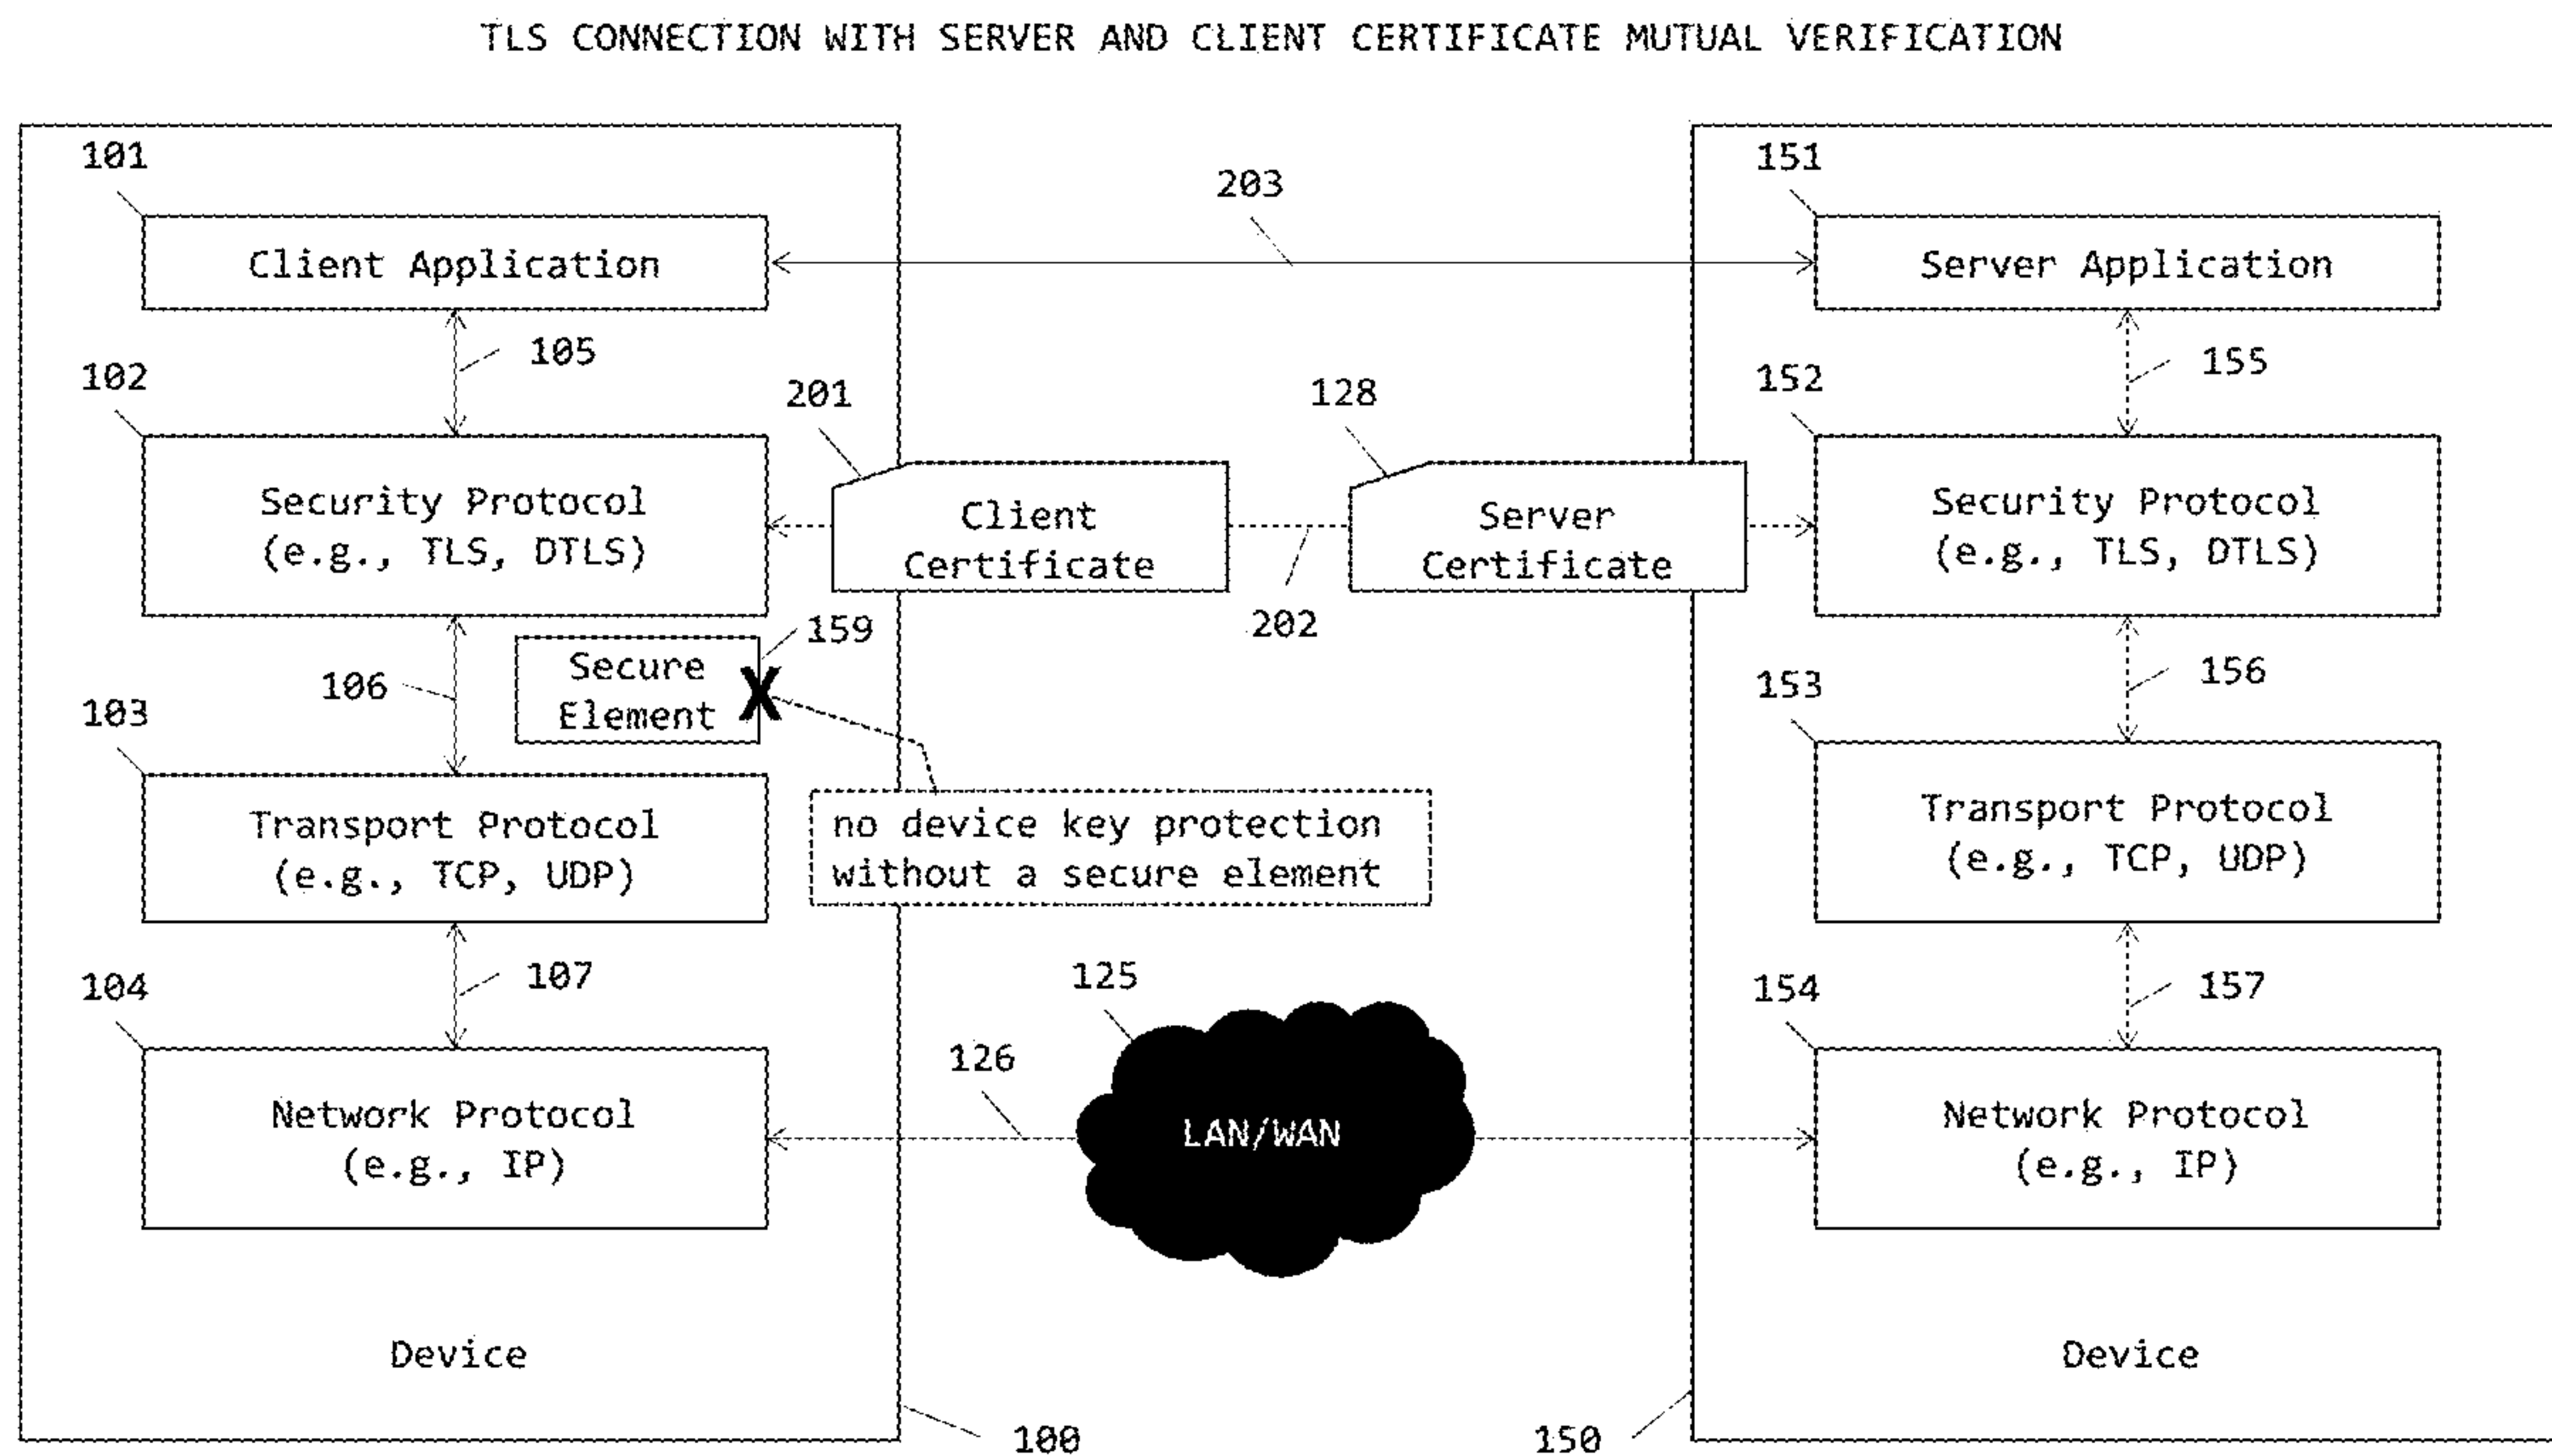 TLS CONNECTION WITH SERVER AND CLIENT CERTIFICATE MUTUAL VERIFICATION
101
151
203
Client Application
Server Application
105
155
102
201
128
152
Security Protocol
(e.g., TLS, DTLS)
Client
Certificate
Server
Certificate
Security Protocol
(e.g., TLS, DTLS)
202
159
Secure
Element
106
156
103
153
Transport Protocol
(e.g., TCP, UDP)
no device key protection
without a secure element
Transport Protocol
(e.g., TCP, UDP)
107
125
157
104
126
154
Network Protocol
(e.g., IP)
LAN/WAN
Network Protocol
(e.g., IP)
Device
Device
100
150